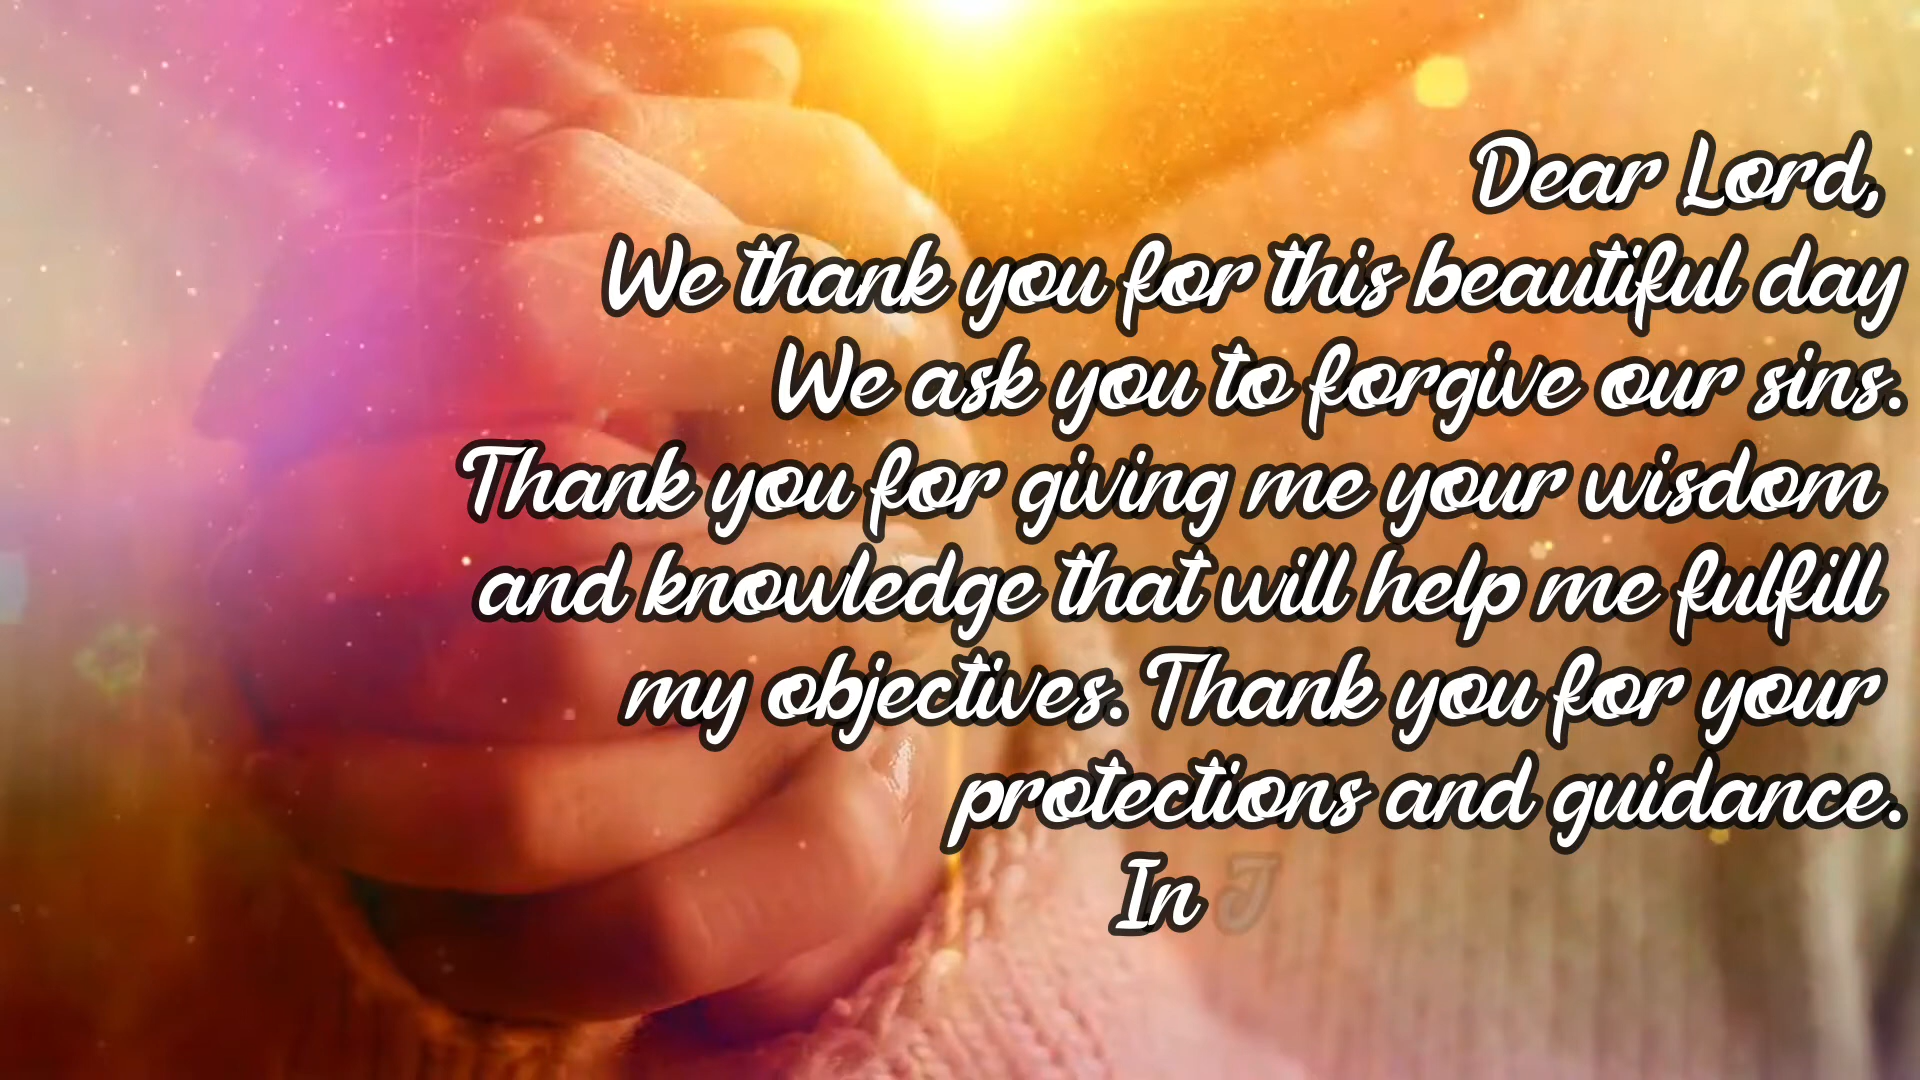 Dear Lord,
We thank you for this beautiful day
We ask you to forgive our sins.
Thank you for giving me your wisdom
and knowledge that will help me fulfill
my objectives. Thank you for your
protections and guidance.
In J